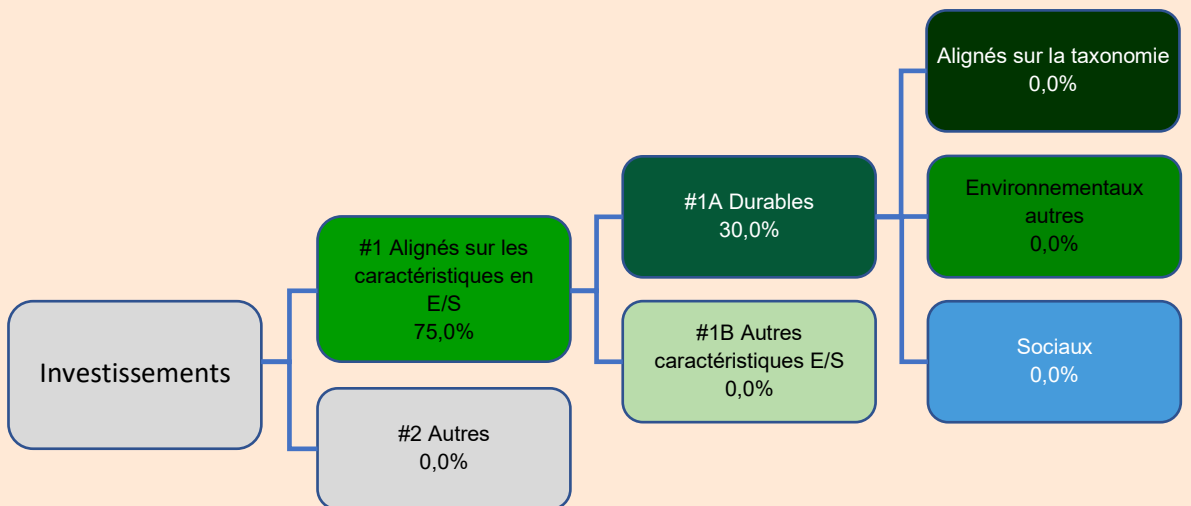 Investissements
#1 Alignés sur les
caractéristiques en
E/S
75,0%
#2 Autres
0,0%
#1A Durables
30,0%
#1B Autres
caractéristiques E/S
0,0%
Alignés sur la taxonomie
0,0%
Environnementaux
autres
0,0%
Sociaux
0,0%